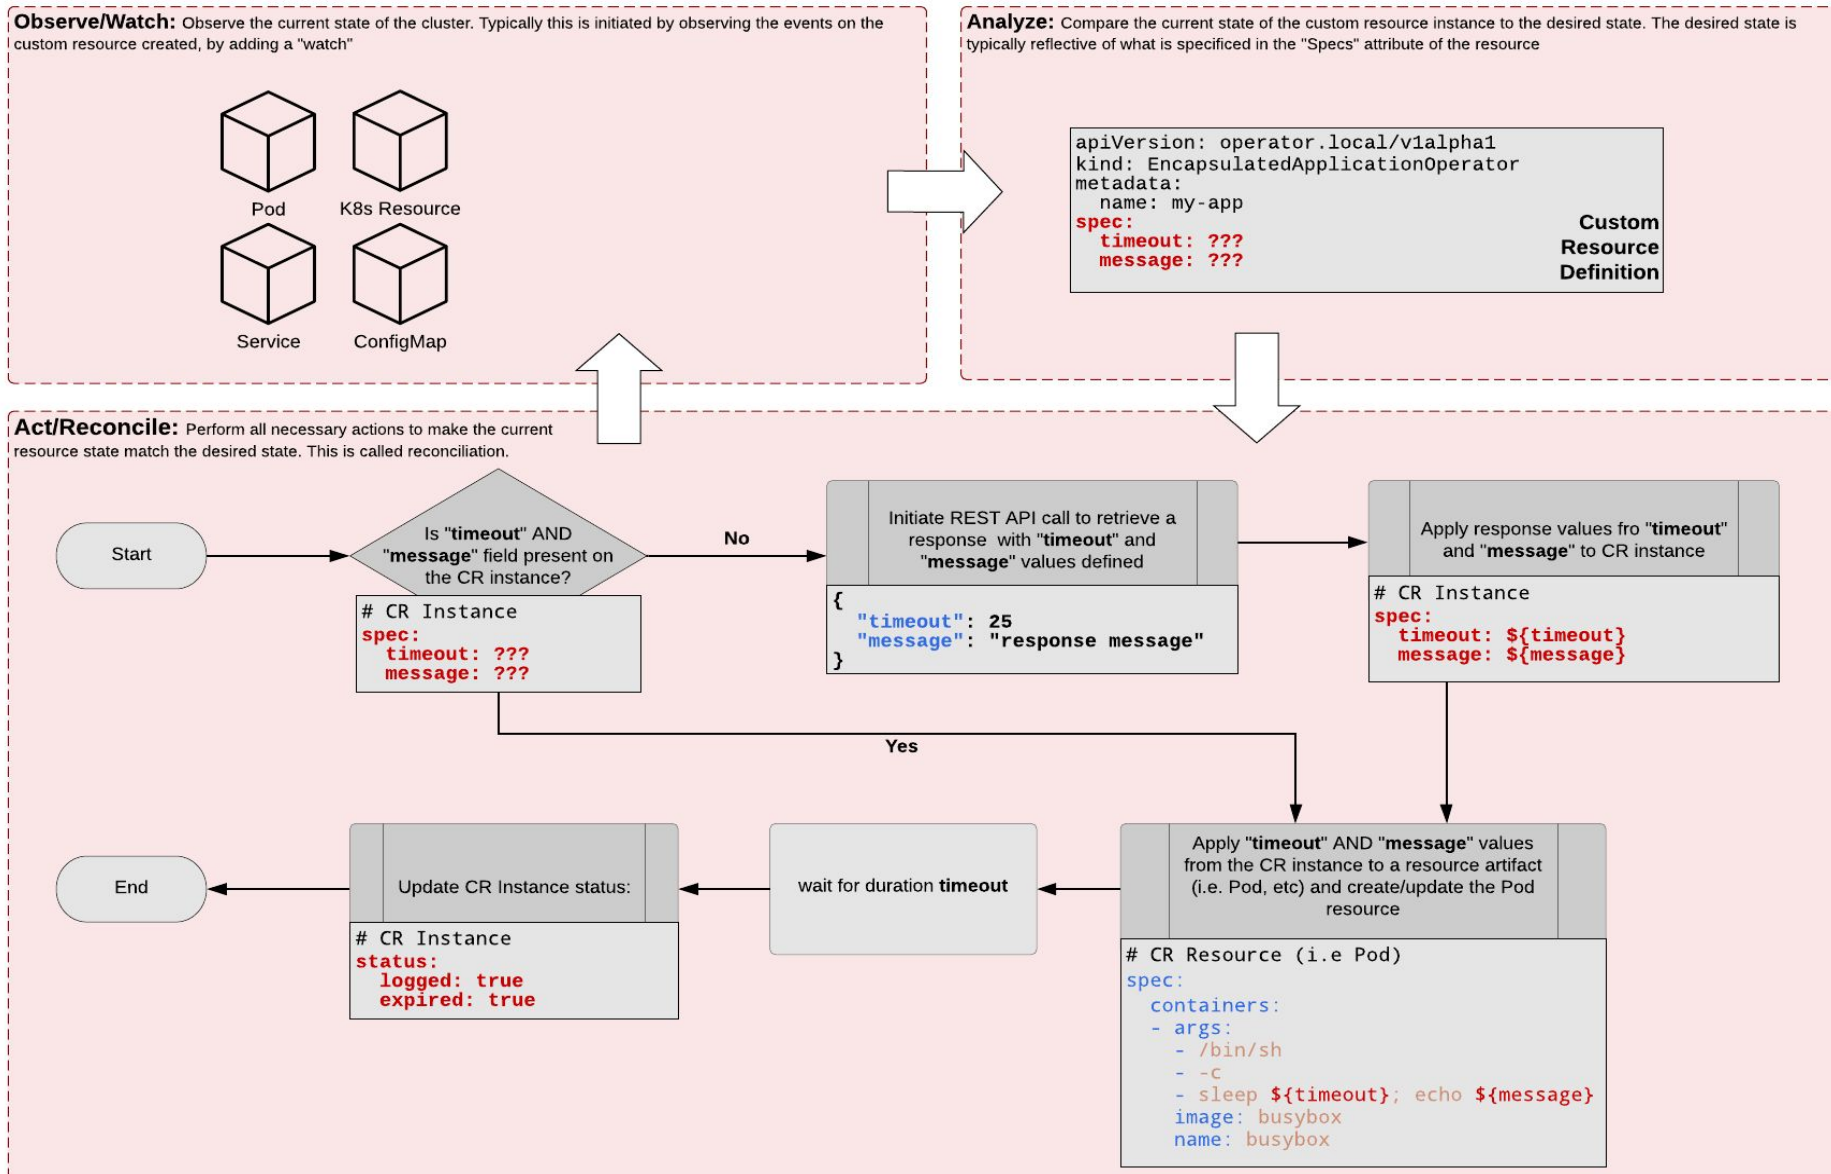 Observe/Watch: Observe the current state of the cluster. Typically this is initiated by observing the events on the
custom resource created, by adding a "watch"
Pod
K8s Resource
Service
ConfigMap
Analyze: Compare the current state of the custom resource instance to the desired state. The desired state is
typically reflective of what is specificed in the "Specs" attribute of the resource
apiVersion: operator.local/v1alpha1
kind: EncapsulatedApplicationOperator
metadata:
  name: my-app
spec:
  timeout: ???
  message: ???
Custom
Resource
Definition
Act/Reconcile: Perform all necessary actions to make the current
resource state match the desired state. This is called reconciliation.
Start
Is "timeout" AND
"message" field present on
the CR instance?
# CR Instance
spec:
  timeout: ???
  message: ???
No
Initiate REST API call to retrieve a
response with "timeout" and
"message" values defined
{
  "timeout": 25
  "message": "response message"
}
Apply response values fro "timeout"
and "message" to CR instance
# CR Instance
spec:
  timeout: ${timeout}
  message: ${message}
Yes
Apply "timeout" AND "message" values
from the CR instance to a resource artifact
(i.e. Pod, etc) and create/update the Pod
resource
# CR Resource (i.e Pod)
spec:
  containers:
  - args:
    - /bin/sh
    - -c
    - sleep ${timeout}; echo ${message}
    image: busybox
    name: busybox
wait for duration timeout
Update CR Instance status:
# CR Instance
status:
  logged: true
  expired: true
End